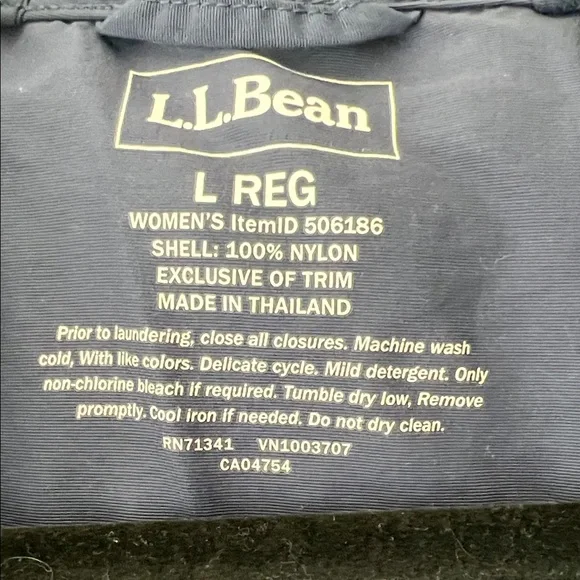 L.L.Bean
L REG
WOMEN'S ItemID 506186
SHELL: 100% NYLON
EXCLUSIVE OF TRIM
MADE IN THAILAND
Prior to laundering, close all closures. Machine wash
cold, With like colors. Delicate cycle. Mild detergent. Only
non-chlorine bleach if required. Tumble dry low, Remove
promptly. Cool iron if needed. Do not dry clean.
RN71341 VN1003707
CA04754